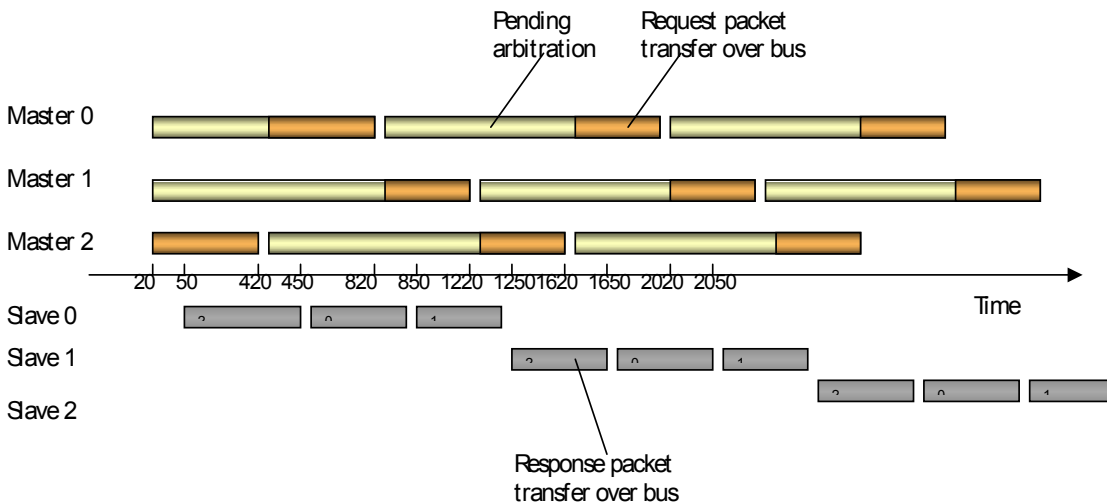 Pending
arbitration
Request packet
transfer over bus
Master 0
Master 1
Master 2
20 50 420 450 820 850 1220 1250 1620 1650 2020 2050
Time
Slave 0
Slave 1
Slave 2
Response packet
transfer over bus